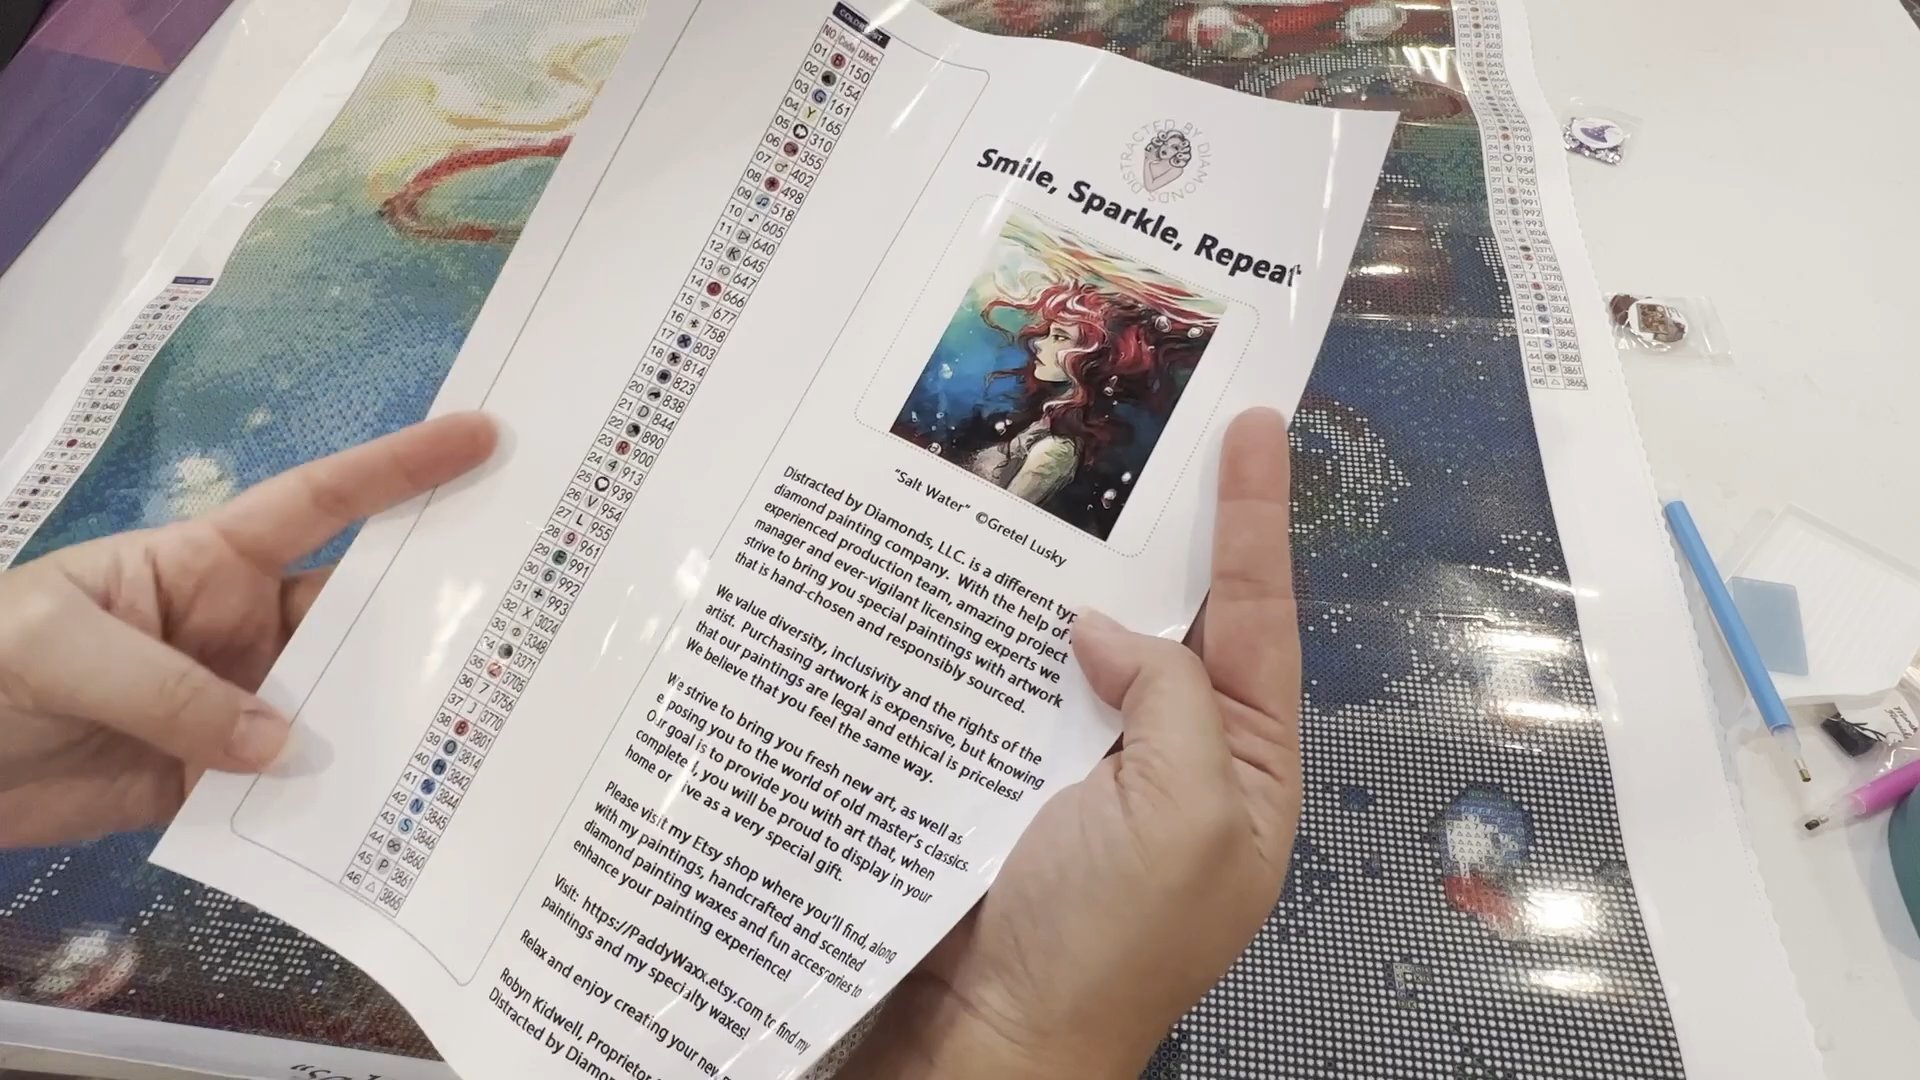 COLOR LIST
NO. Code DMC
01 B 150
02 154
03 G 161
04 Y 165
05 310
06 355
07 402
08 498
09 518
10 605
11 640
12 K 645
13 647
14 666
15 677
16 758
17 803
18 814
19 823
20 838
21 D 844
22 890
23 R 900
24 4 913
25 939
26 V 954
27 L 955
28 9 961
29 E 991
30 6 992
31 993
32 X 3024
33 3348
3371
35 Z 3705
36 7 3756
37 J 3770
38 B 3801
39 3814
40 H 3842
41 3844
42 N 3845
43 S 3846
44 3860
45 P 3861
46 3865
DISTRACTED BY DIAMONDS
Smile, Sparkle, Repeat
"Salt Water" ©Gretel Lusky
Distracted by Diamonds, LLC. is a different
diamond painting company. With the help of
experienced production team, amazing project
manager and ever-vigilant licensing experts we
strive to bring you special paintings with artwork
that is hand-chosen and responsibly sourced.
We value diversity, inclusivity and the rights of the
artist. Purchasing artwork is expensive, but knowing
that our paintings are legal and ethical is priceless!
We believe that you feel the same way.
We strive to bring you fresh new art, as well as
exposing you to the world of old master's classics.
Our goal is to provide you with art that, when
completed, you will be proud to display in your
home or give as a very special gift.
Please visit my Etsy shop where you'll find, along
with my paintings, handcrafted and scented
diamond painting waxes and fun accessories to
enhance your painting experience!
Visit: https://PaddyWaxx.etsy.com to find my
paintings and my specialty waxes!
Relax and enjoy creating your new
Robyn Kidwell, Proprietor
Distracted by